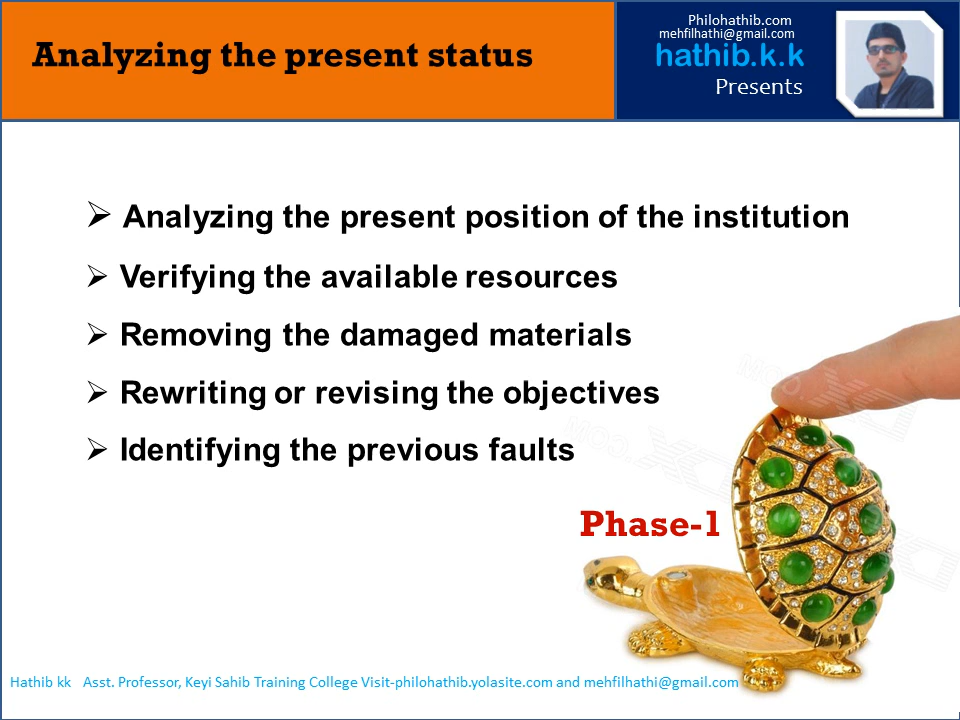 Analyzing the present status
Philohathib.com
mehfilhathi@gmail.com
hathib.k.k
Presents
➢ Analyzing the present position of the institution
➢ Verifying the available resources
➢ Removing the damaged materials
➢ Rewriting or revising the objectives
➢ Identifying the previous faults
Phase-1
Hathib kk Asst. Professor, Keyi Sahib Training College Visit-philohathib.yolasite.com and mehfilhathi@gmail.com